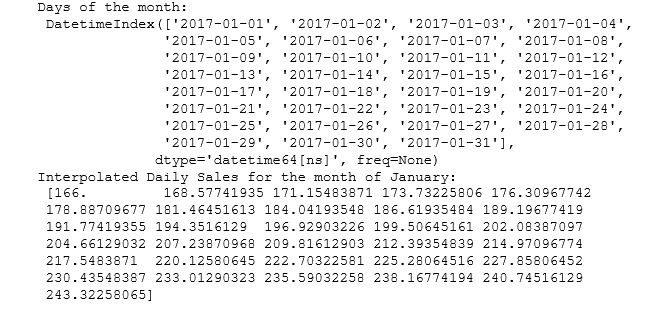 Days of the month:
DatetimeIndex(['2017-01-01', '2017-01-02', '2017-01-03', '2017-01-04',
'2017-01-05', '2017-01-06', '2017-01-07', '2017-01-08',
'2017-01-09', '2017-01-10', '2017-01-11', '2017-01-12',
'2017-01-13', '2017-01-14', '2017-01-15', '2017-01-16',
'2017-01-17', '2017-01-18', '2017-01-19', '2017-01-20',
'2017-01-21', '2017-01-22', '2017-01-23', '2017-01-24',
'2017-01-25', '2017-01-26', '2017-01-27', '2017-01-28',
'2017-01-29', '2017-01-30', '2017-01-31'],
dtype='datetime64[ns]', freq=None)
Interpolated Daily Sales for the month of January:
[166. 168.57741935 171.15483871 173.73225806 176.30967742
178.88709677 181.46451613 184.04193548 186.61935484 189.19677419
191.77419355 194.3516129 196.92903226 199.50645161 202.08387097
204.66129032 207.23870968 209.81612903 212.39354839 214.97096774
217.5483871 220.12580645 222.70322581 225.28064516 227.85806452
230.43548387 233.01290323 235.59032258 238.16774194 240.74516129
243.32258065]